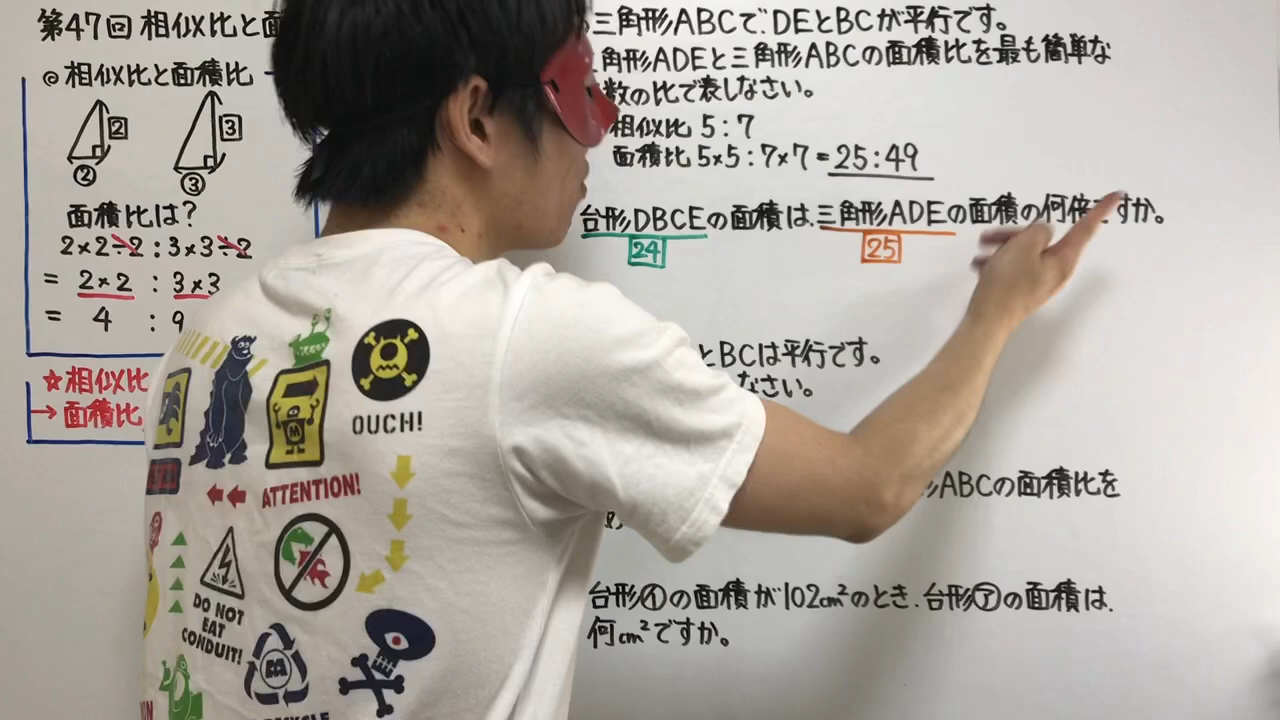 第47回 相似比と面
◎相似比と面積比
2
3
②
③
面積比は?
2×2÷2:3×3÷2
= 2×2 : 3×3
= 4 : 9
☆相似比
→面積比
三角形ABCで、DEとBCが平行です。
角形ADEと三角形ABCの面積比を最も簡単な
数の比で表しなさい。
相似比 5:7
面積比 5×5:7×7=25:49
台形DBCEの面積は、三角形ADEの面積の何倍ですか。
24
25
とBCは平行です。
なさい。
ABCの面積比を
台形㋑の面積が102cm²のとき、台形㋐の面積は、
何cm²ですか。
OUCH!
ATTENTION!
DO NOT
EAT
CONDUIT!
RECYCLE